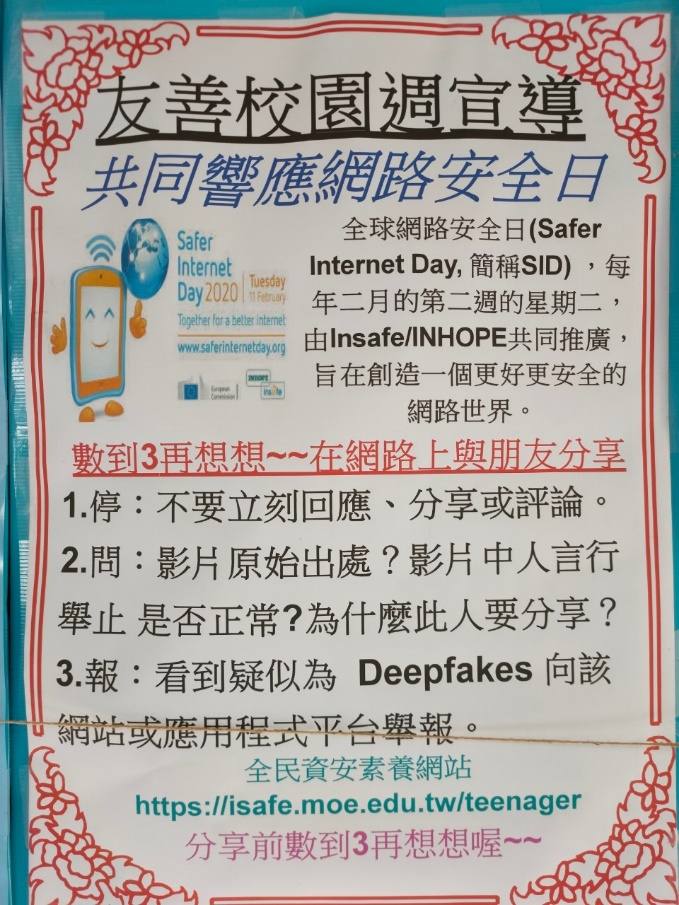 友善校園週宣導
共同響應網路安全日
Safer
Internet
Day 2020
Tuesday
11 February
Together for a better internet
www.saferinternetday.org
European
Commission
INHOPE
insafe
全球網路安全日(Safer
Internet Day, 簡稱SID) ，每
年二月的第二週的星期二，
由Insafe/INHOPE共同推廣，
旨在創造一個更好更安全的
網路世界。
數到3再想想~~在網路上與朋友分享
1.停：不要立刻回應、分享或評論。
2.問：影片原始出處？影片中人言行
舉止 是否正常?為什麼此人要分享？
3.報：看到疑似為 Deepfakes 向該
網站或應用程式平台舉報。
全民資安素養網站
https://isafe.moe.edu.tw/teenager
分享前數到3再想想喔~~